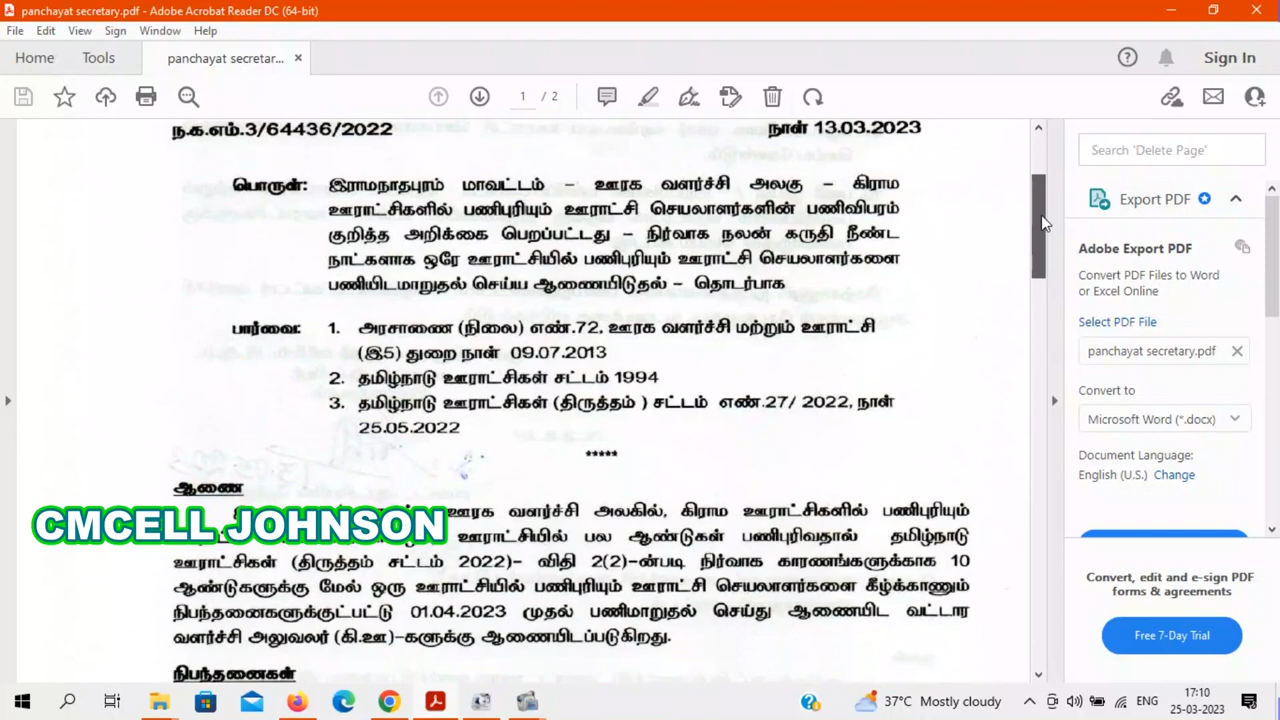 panchayat secretary.pdf - Adobe Acrobat Reader DC (64-bit)
File Edit View Sign Window Help
Home Tools panchayat secretar... ×
Sign In
1 / 2
ந.க.எம்.3/64436/2022 நாள் 13.03.2023
பொருள்: இராமநாதபுரம் மாவட்டம் – ஊரக வளர்ச்சி அலகு – கிராம
ஊராட்சிகளில் பணிபுரியும் ஊராட்சி செயலாளர்களின் பணிவிபரம்
குறித்த அறிக்கை பெறப்பட்டது – நிர்வாக நலன் கருதி நீண்ட
நாட்களாக ஒரே ஊராட்சியில் பணிபுரியும் ஊராட்சி செயலாளர்களை
பணியிடமாறுதல் செய்ய ஆணையிடுதல் – தொடர்பாக
பார்வை: 1. அரசாணை (நிலை) எண்.72, ஊரக வளர்ச்சி மற்றும் ஊராட்சி
(இ5) துறை நாள் 09.07.2013
2. தமிழ்நாடு ஊராட்சிகள் சட்டம் 1994
3. தமிழ்நாடு ஊராட்சிகள் (திருத்தம் ) சட்டம் எண்.27/ 2022, நாள்
25.05.2022
*****
ஆணை
ஊரக வளர்ச்சி அலகில், கிராம ஊராட்சிகளில் பணிபுரியும்
CMCELL JOHNSON
ஊராட்சியில் பல ஆண்டுகள் பணிபுரிவதால் தமிழ்நாடு
ஊராட்சிகள் (திருத்தம் சட்டம் 2022)- விதி 2(2)-ன்படி நிர்வாக காரணங்களுக்காக 10
ஆண்டுகளுக்கு மேல் ஒரு ஊராட்சியில் பணிபுரியும் ஊராட்சி செயலாளர்களை கீழ்க்காணும்
நிபந்தனைகளுக்குட்பட்டு 01.04.2023 முதல் பணிமாறுதல் செய்து ஆணையிட வட்டார
வளர்ச்சி அலுவலர் (கி.ஊ)-களுக்கு ஆணையிடப்படுகிறது.
நிபந்தனைகள்
Search 'Delete Page'
Export PDF
Adobe Export PDF
Convert PDF Files to Word
or Excel Online
Select PDF File
panchayat secretary.pdf ×
Convert to
Microsoft Word (*.docx)
Document Language:
English (U.S.) Change
Convert, edit and e-sign PDF
forms & agreements
Free 7-Day Trial
37°C Mostly cloudy
ENG
17:10
25-03-2023